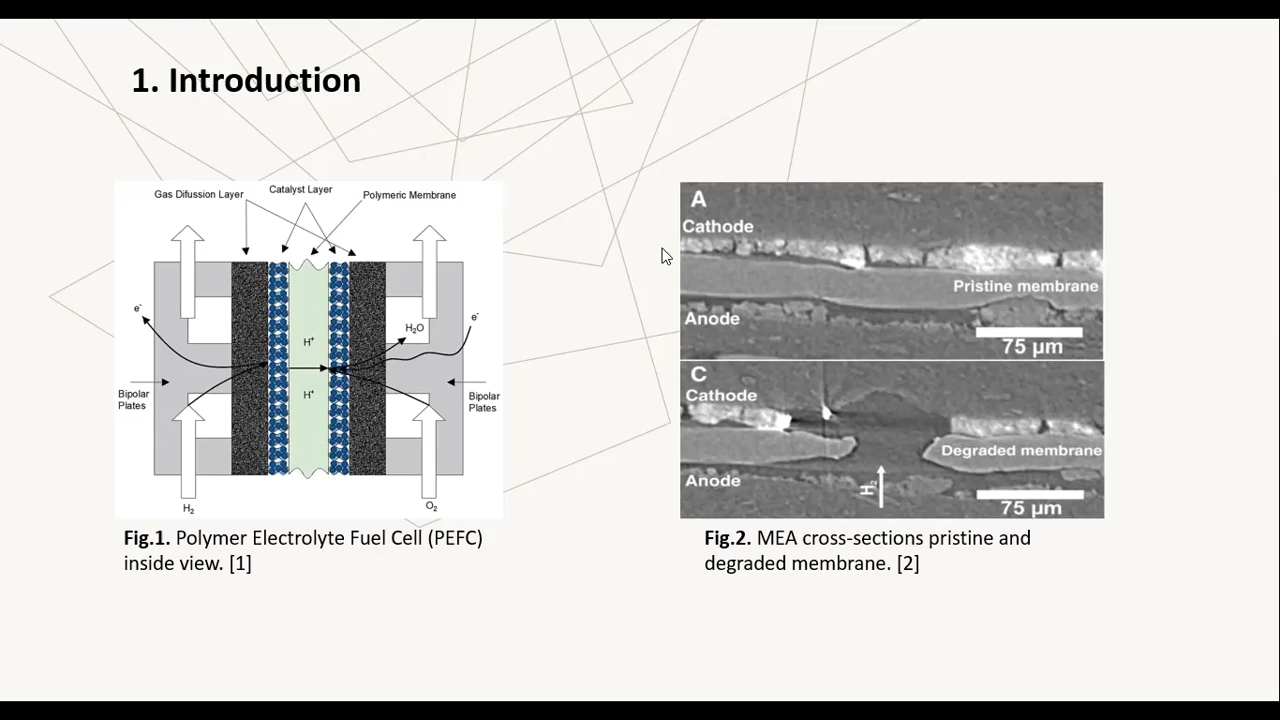 1. Introduction
Gas Difussion Layer
Catalyst Layer
Polymeric Membrane
e-
H2O
e-
H+
H+
Bipolar
Plates
Bipolar
Plates
H2
O2
Fig.1. Polymer Electrolyte Fuel Cell (PEFC)
inside view. [1]
A
Cathode
Pristine membrane
Anode
75 µm
C
Cathode
Degraded membrane
Anode
H2
75 µm
Fig.2. MEA cross-sections pristine and
degraded membrane. [2]